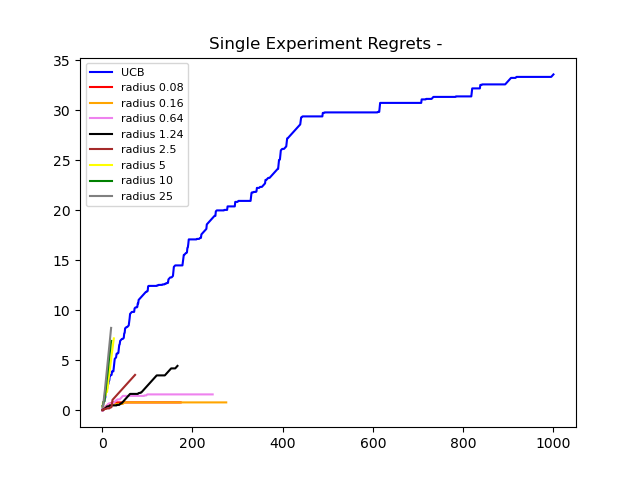 Single Experiment Regrets -
35
30
25
20
15
10
5
0
UCB
radius 0.08
radius 0.16
radius 0.64
radius 1.24
radius 2.5
radius 5
radius 10
radius 25
0 200 400 600 800 1000